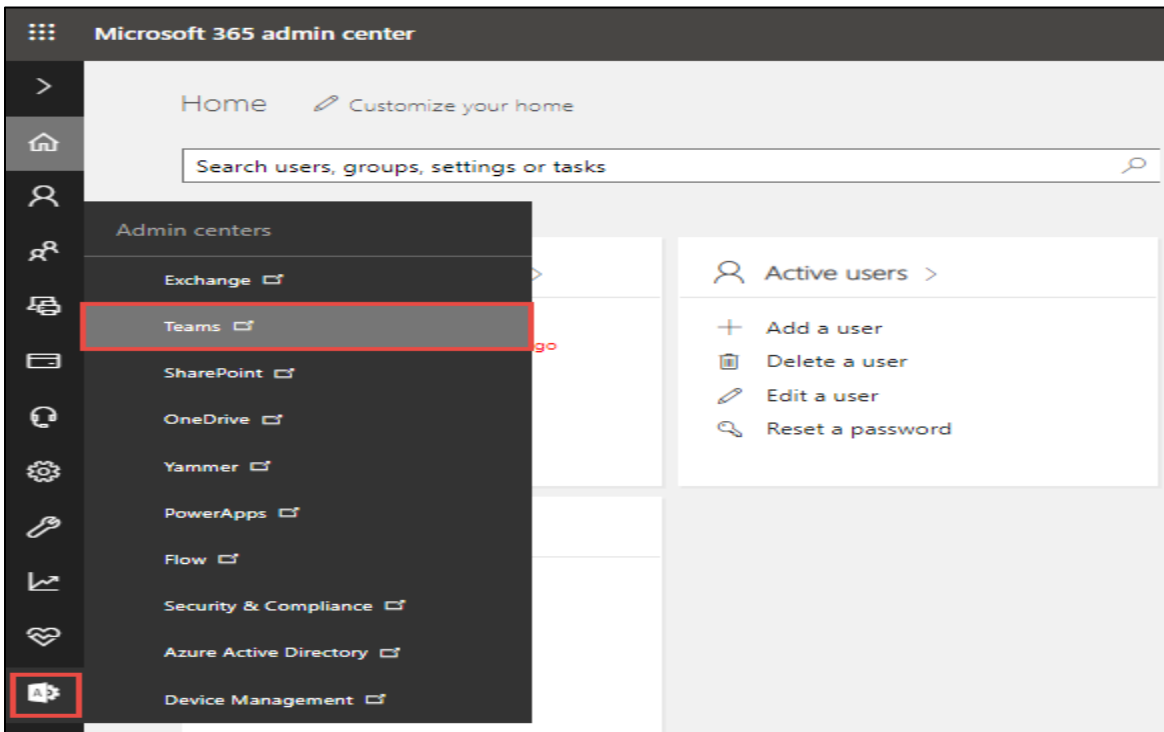 Microsoft 365 admin center
Home Customize your home
Search users, groups, settings or tasks
Admin centers
Exchange
Teams
SharePoint
OneDrive
Yammer
PowerApps
Flow
Security & Compliance
Azure Active Directory
Device Management
go
Active users >
Add a user
Delete a user
Edit a user
Reset a password